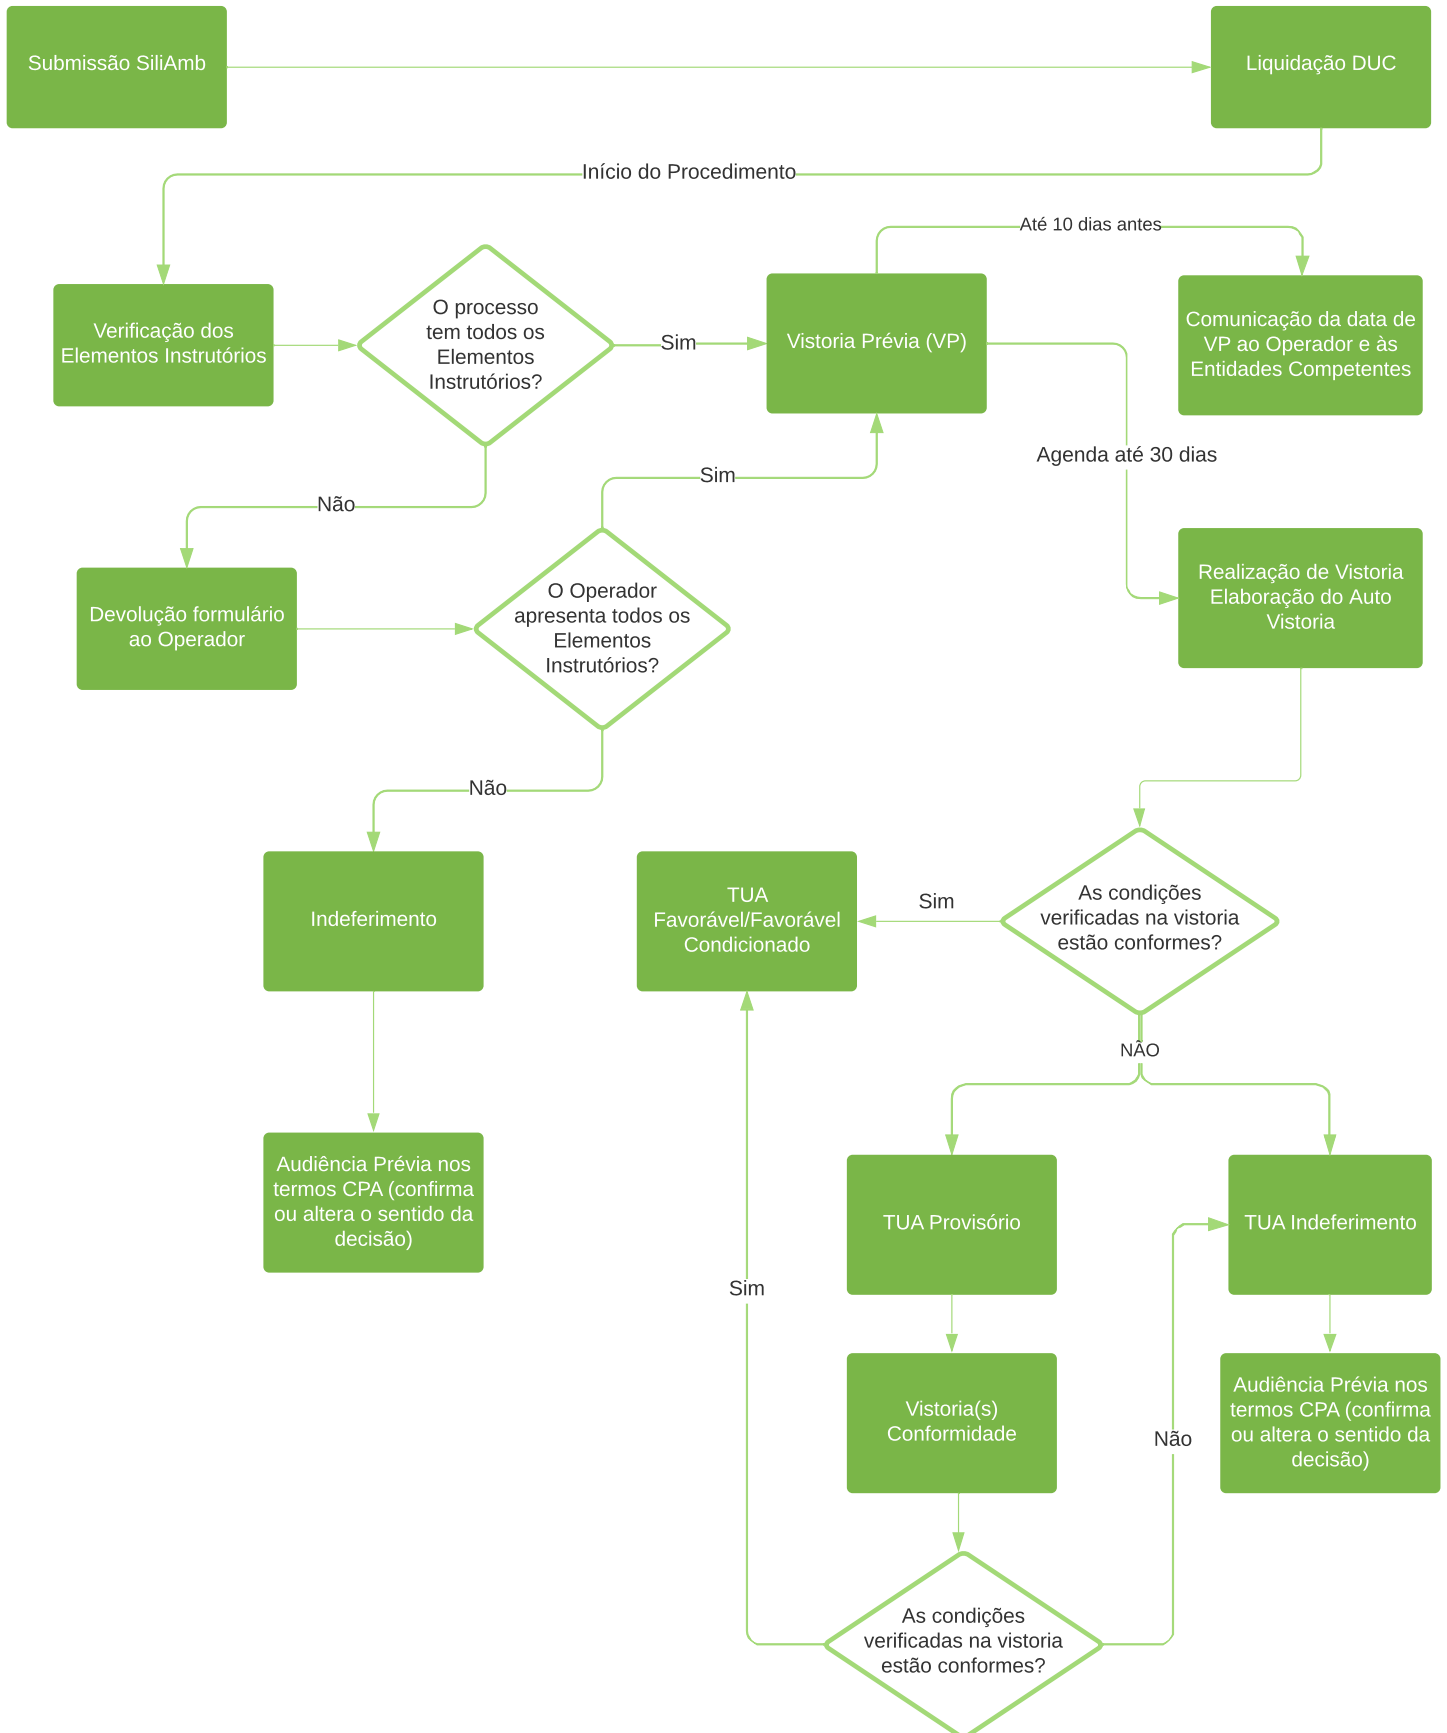 Submissão SiliAmb
Liquidação DUC
Início do Procedimento
Até 10 dias antes
Verificação dos
Elementos Instrutórios
O processo
tem todos os
Elementos
Instrutórios?
Sim
Vistoria Prévia (VP)
Comunicação da data de
VP ao Operador e às
Entidades Competentes
Agenda até 30 dias
Sim
Não
Devolução formulário
ao Operador
O Operador
apresenta todos os
Elementos
Instrutórios?
Realização de Vistoria
Elaboração do Auto
Vistoria
Não
Indeferimento
TUA
Favorável/Favorável
Condicionado
Sim
As condições
verificadas na vistoria
estão conformes?
NÃO
Audiência Prévia nos
termos CPA (confirma
ou altera o sentido da
decisão)
TUA Provisório
TUA Indeferimento
Sim
Vistoria(s)
Conformidade
Não
Audiência Prévia nos
termos CPA (confirma
ou altera o sentido da
decisão)
As condições
verificadas na vistoria
estão conformes?